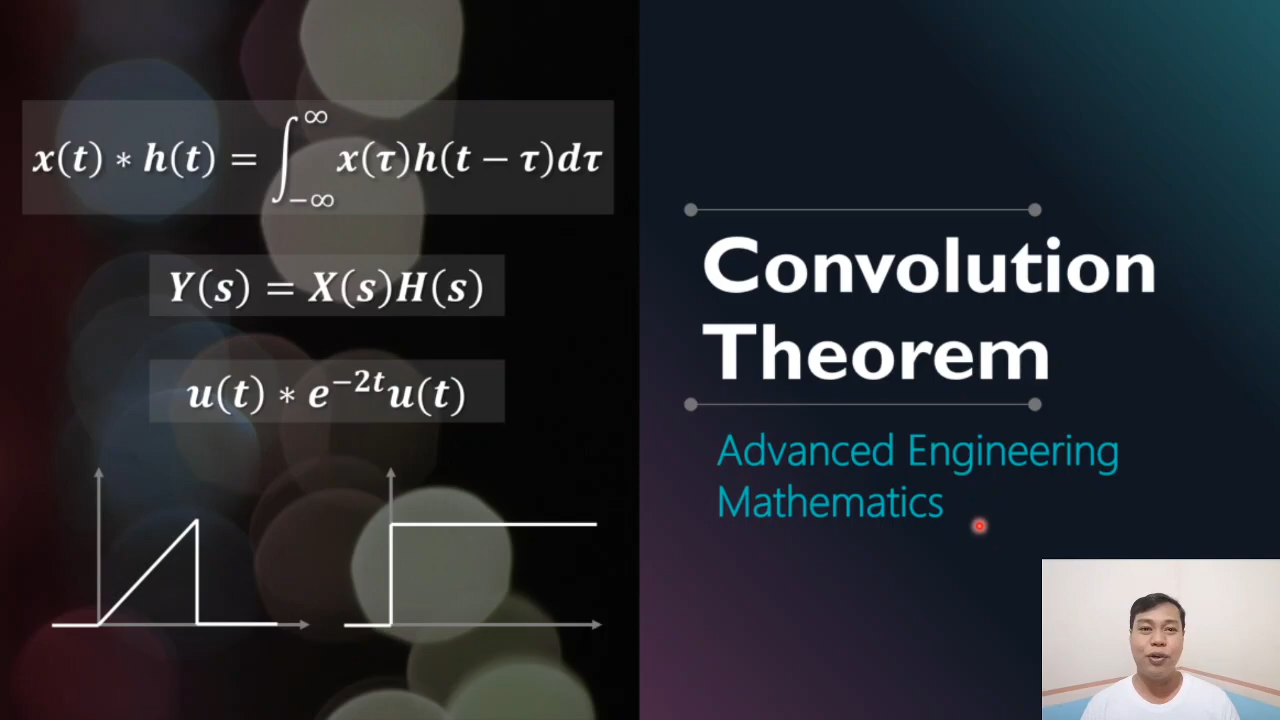 x(t) ∗ h(t) = ∫_{−∞}^{∞} x(τ)h(t − τ)dτ
Y(s) = X(s)H(s)
u(t) ∗ e^{−2t}u(t)
Convolution
Theorem
Advanced Engineering
Mathematics